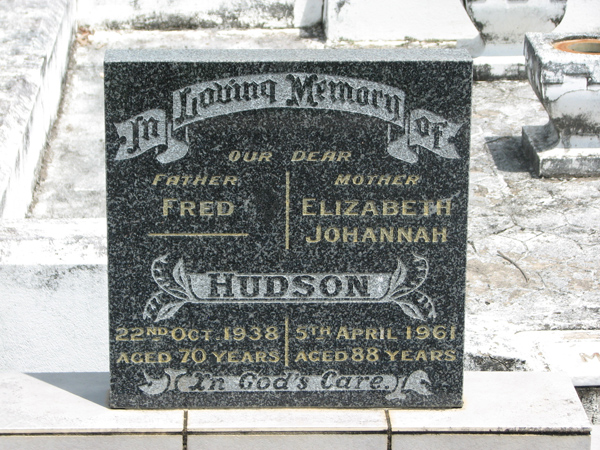 In Loving Memory of
OUR DEAR
FATHER MOTHER
FRED ELIZABETH
JOHANNAH
HUDSON
22ND OCT. 1938 5TH APRIL 1961
AGED 70 YEARS AGED 88 YEARS
In God's Care.